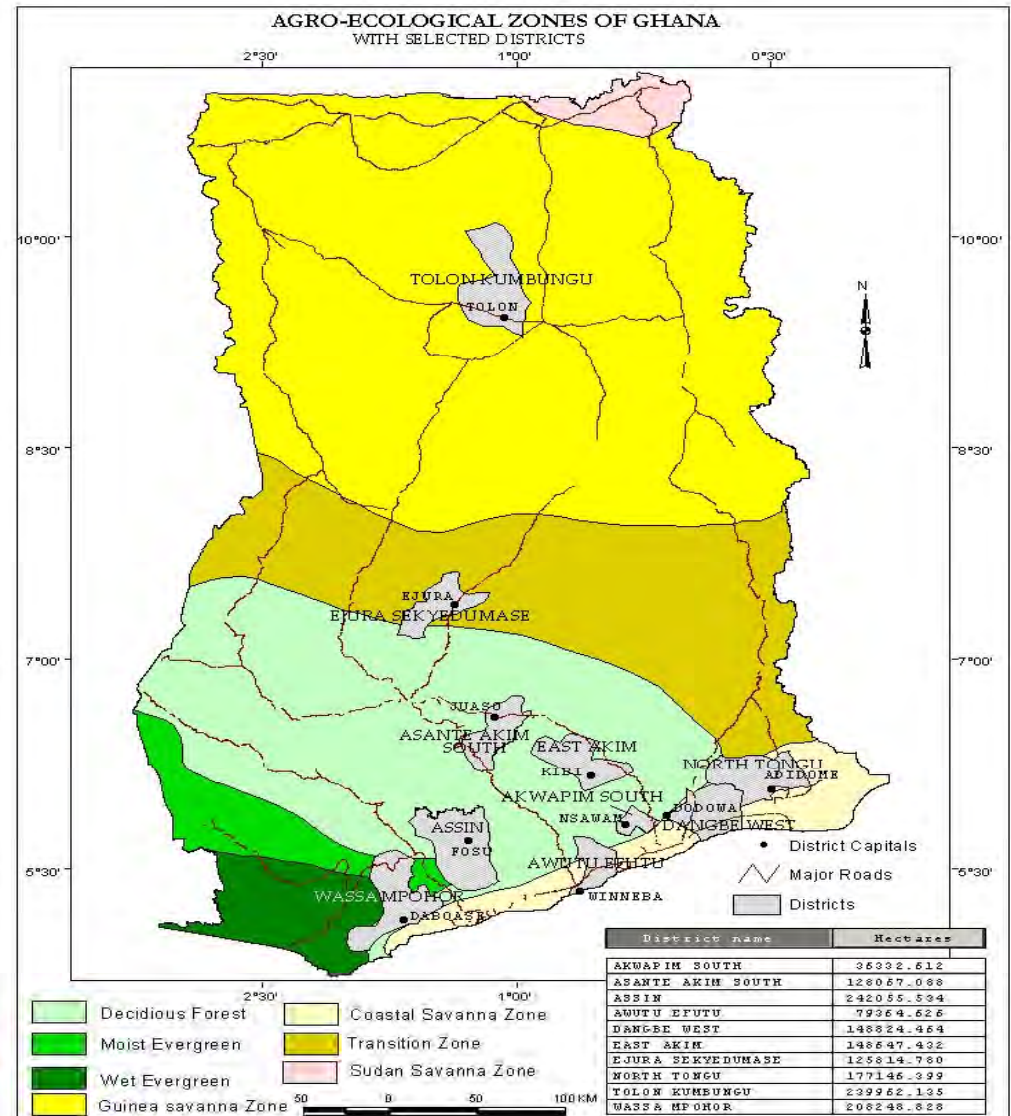 AGRO-ECOLOGICAL ZONES OF GHANA
WITH SELECTED DISTRICTS
2°30' 1°00' 0°30'
10°00' 10°00'
TOLON KUMBUNGU
TOLON
N
8°30' 8°30'
EJURA
EJURA SEKYEDUMASE
7°00' 7°00'
JUASO
ASANTE AKIM
SOUTH
EAST AKIM
KIBI
NORTH TONGU
ADIDOME
AKWAPIM SOUTH
NSAWAM
DODOWA
DANGBE WEST
ASSIN
FOSU
AWUTU EFUTU
WINNEBA
WASSA MPOHOR
DABOASE
5°30' 5°30'
District Capitals
Major Roads
Districts
2°30' 1°00'
District name Hectares
AKWAPIM SOUTH 36332.612
ASANTE AKIM SOUTH 128067.088
ASSIN 242055.534
AWUTU EFUTU 79364.626
DANGBE WEST 148824.464
EAST AKIM 148647.432
EJURA SEKYEDUMASE 125814.780
NORTH TONGU 177146.399
TOLON KUMBUNGU 239962.135
WASSA MPOHOR 208248.828
Decidious Forest
Moist Evergreen
Wet Evergreen
Guinea savanna Zone
Coastal Savanna Zone
Transition Zone
Sudan Savanna Zone
50 0 50 100 KM